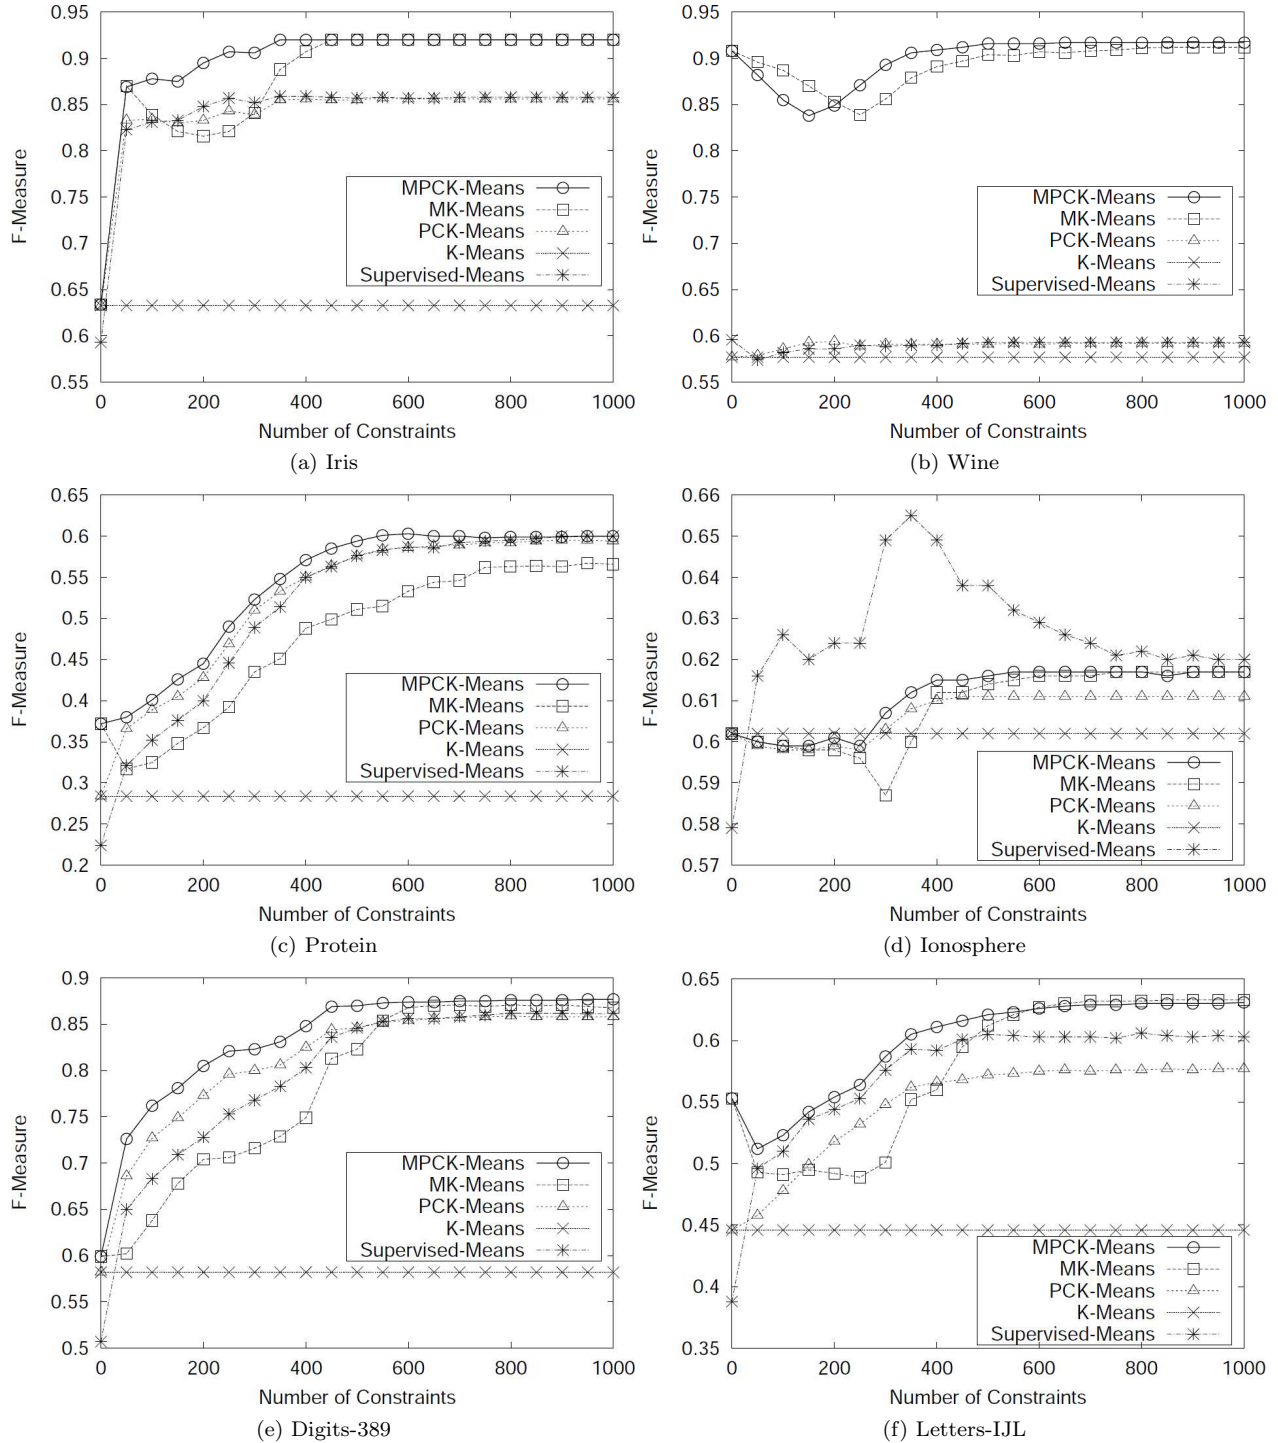 0.95
0.9
0.85
0.8
0.75
0.7
0.65
0.6
0.55
F-Measure
MPCK-Means
MK-Means
PCK-Means
K-Means
Supervised-Means
0 200 400 600 800 1000
Number of Constraints
(a) Iris
0.95
0.9
0.85
0.8
0.75
0.7
0.65
0.6
0.55
F-Measure
MPCK-Means
MK-Means
PCK-Means
K-Means
Supervised-Means
0 200 400 600 800 1000
Number of Constraints
(b) Wine
0.65
0.6
0.55
0.5
0.45
0.4
0.35
0.3
0.25
0.2
F-Measure
MPCK-Means
MK-Means
PCK-Means
K-Means
Supervised-Means
0 200 400 600 800 1000
Number of Constraints
(c) Protein
0.66
0.65
0.64
0.63
0.62
0.61
0.6
0.59
0.58
0.57
F-Measure
MPCK-Means
MK-Means
PCK-Means
K-Means
Supervised-Means
0 200 400 600 800 1000
Number of Constraints
(d) Ionosphere
0.9
0.85
0.8
0.75
0.7
0.65
0.6
0.55
0.5
F-Measure
MPCK-Means
MK-Means
PCK-Means
K-Means
Supervised-Means
0 200 400 600 800 1000
Number of Constraints
(e) Digits-389
0.65
0.6
0.55
0.5
0.45
0.4
0.35
F-Measure
MPCK-Means
MK-Means
PCK-Means
K-Means
Supervised-Means
0 200 400 600 800 1000
Number of Constraints
(f) Letters-IJL